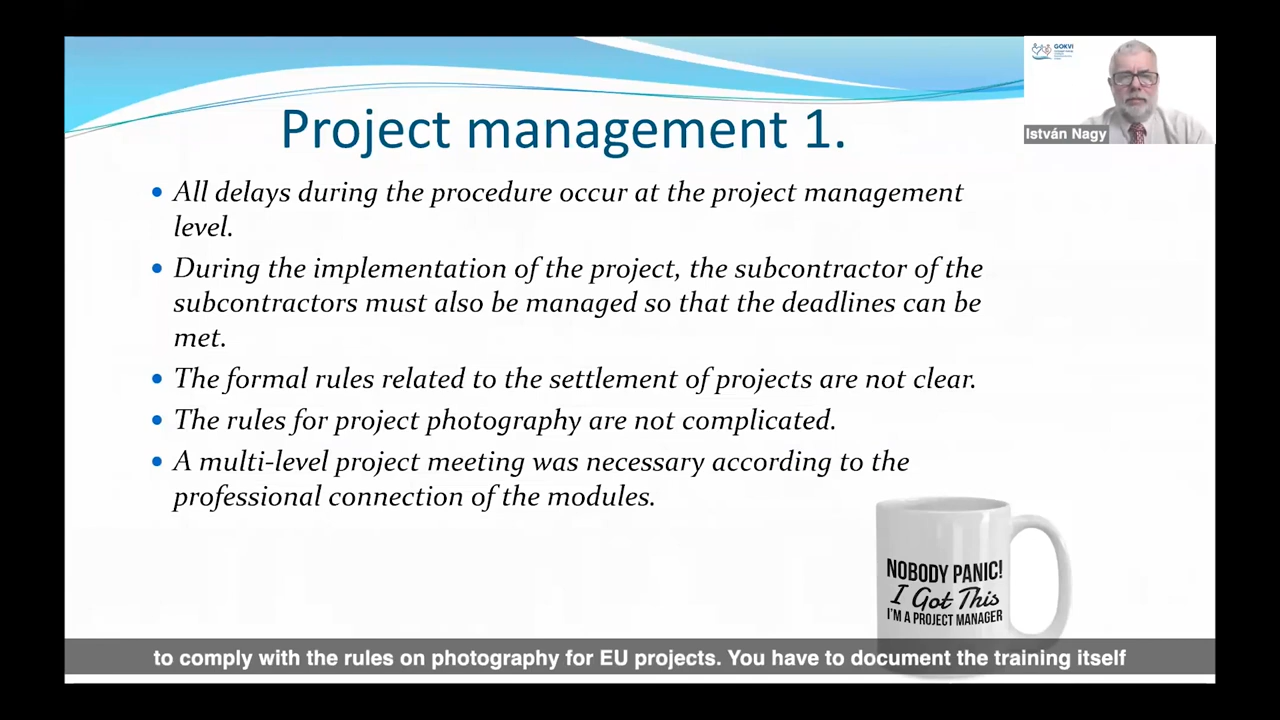 GOKVI
István Nagy
Project management 1.
All delays during the procedure occur at the project management
level.
During the implementation of the project, the subcontractor of the
subcontractors must also be managed so that the deadlines can be
met.
The formal rules related to the settlement of projects are not clear.
The rules for project photography are not complicated.
A multi-level project meeting was necessary according to the
professional connection of the modules.
NOBODY PANIC!
I Got This
I'M A PROJECT MANAGER
to comply with the rules on photography for EU projects. You have to document the training itself